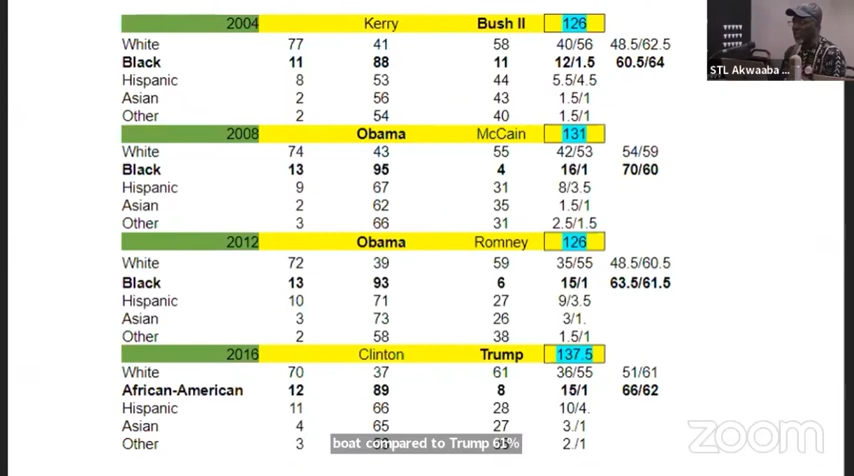 2004 Kerry Bush II 126
White 77 41 58 40/56 48.5/62.5
Black 11 88 11 12/1.5 60.5/64
Hispanic 8 53 44 5.5/4.5
Asian 2 56 43 1.5/1
Other 2 54 40 1.5/1
2008 Obama McCain 131
White 74 43 55 42/53 54/59
Black 13 95 4 16/1 70/60
Hispanic 9 67 31 8/3.5
Asian 2 62 35 1.5/1
Other 3 66 31 2.5/1.5
2012 Obama Romney 126
White 72 39 59 35/55 48.5/60.5
Black 13 93 6 15/1 63.5/61.5
Hispanic 10 71 27 9/3.5
Asian 3 73 26 3/1.
Other 2 58 38 1.5/1
2016 Clinton Trump 137.5
White 70 37 61 36/55 51/61
African-American 12 89 8 15/1 66/62
Hispanic 11 66 28 10/4.
Asian 4 65 27 3./1
Other 3 2./1
boat compared to Trump 61%
STL Akwaaba ...
zoom